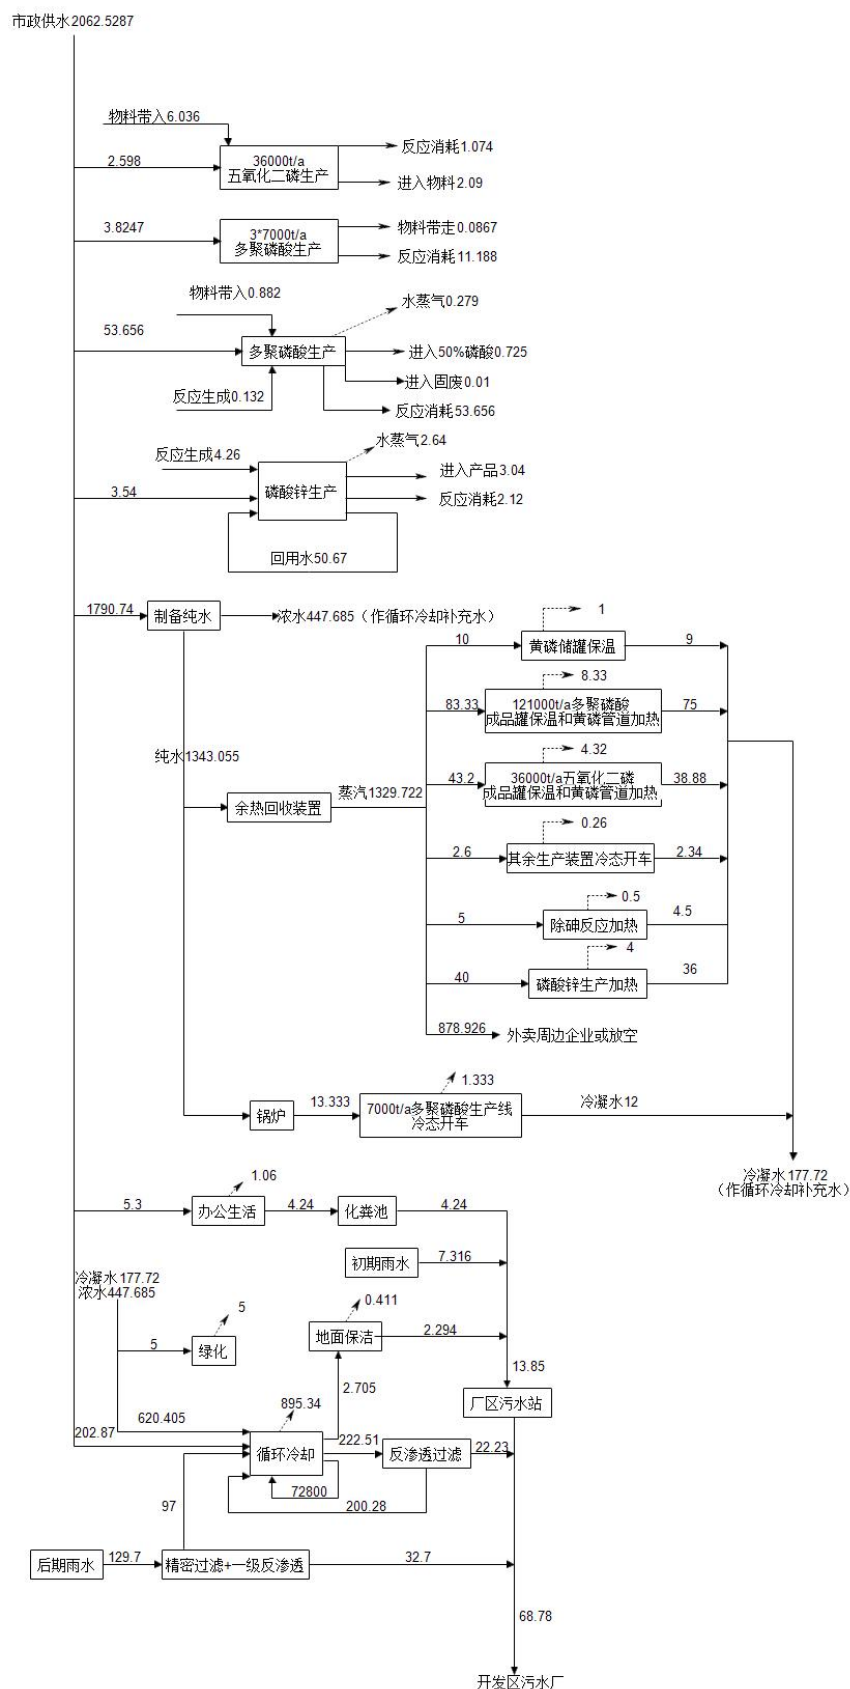 市政供水2062.5287
物料带入6.036
2.598
36000t/a
五氧化二磷生产
反应消耗1.074
进入物料2.09
3.8247
3*7000t/a
多聚磷酸生产
物料带走0.0867
反应消耗11.188
物料带入0.882
水蒸气0.279
53.656
多聚磷酸生产
进入50%磷酸0.725
进入固废0.01
反应生成0.132
反应消耗53.656
水蒸气2.64
反应生成4.26
磷酸锌生产
进入产品3.04
3.54
反应消耗2.12
回用水50.67
1790.74
制备纯水
浓水447.685（作循环冷却补充水）
1
10
黄磷储罐保温
9
8.33
83.33
121000t/a多聚磷酸
成品罐保温和黄磷管道加热
75
纯水1343.055
4.32
43.2
36000t/a五氧化二磷
成品罐保温和黄磷管道加热
38.88
余热回收装置
蒸汽1329.722
0.26
2.6
其余生产装置冷态开车
2.34
0.5
5
除砷反应加热
4.5
4
40
磷酸锌生产加热
36
878.926
外卖周边企业或放空
1.333
锅炉
13.333
7000t/a多聚磷酸生产线
冷态开车
冷凝水12
冷凝水177.72
（作循环冷却补充水）
1.06
5.3
办公生活
4.24
化粪池
4.24
初期雨水
7.316
冷凝水177.72
浓水447.685
5
5
绿化
0.411
地面保洁
2.294
13.85
2.705
厂区污水站
895.34
620.405
202.87
循环冷却
222.51
反渗透过滤
22.23
72800
200.28
97
后期雨水
129.7
精密过滤+一级反渗透
32.7
68.78
开发区污水厂